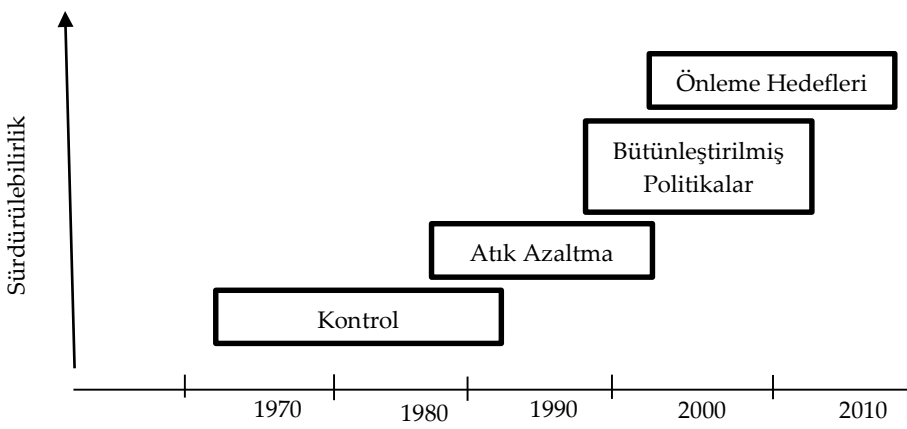 Sürdürülebilirlik
Önleme Hedefleri
Bütünleştirilmiş
Politikalar
Atık Azaltma
Kontrol
1970
1980
1990
2000
2010